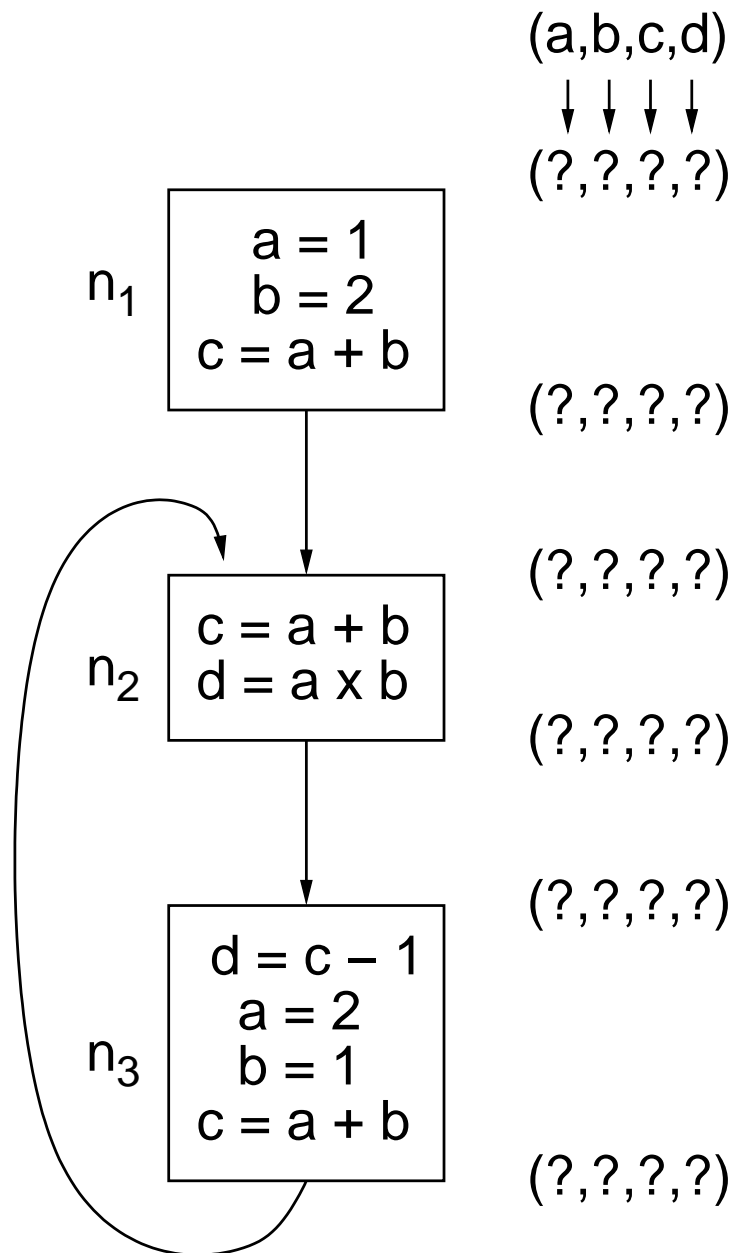 (a,b,c,d)
(?,?,?,?)
n₁
a = 1
b = 2
c = a + b
(?,?,?,?)
(?,?,?,?)
n₂
c = a + b
d = a x b
(?,?,?,?)
(?,?,?,?)
n₃
d = c – 1
a = 2
b = 1
c = a + b
(?,?,?,?)